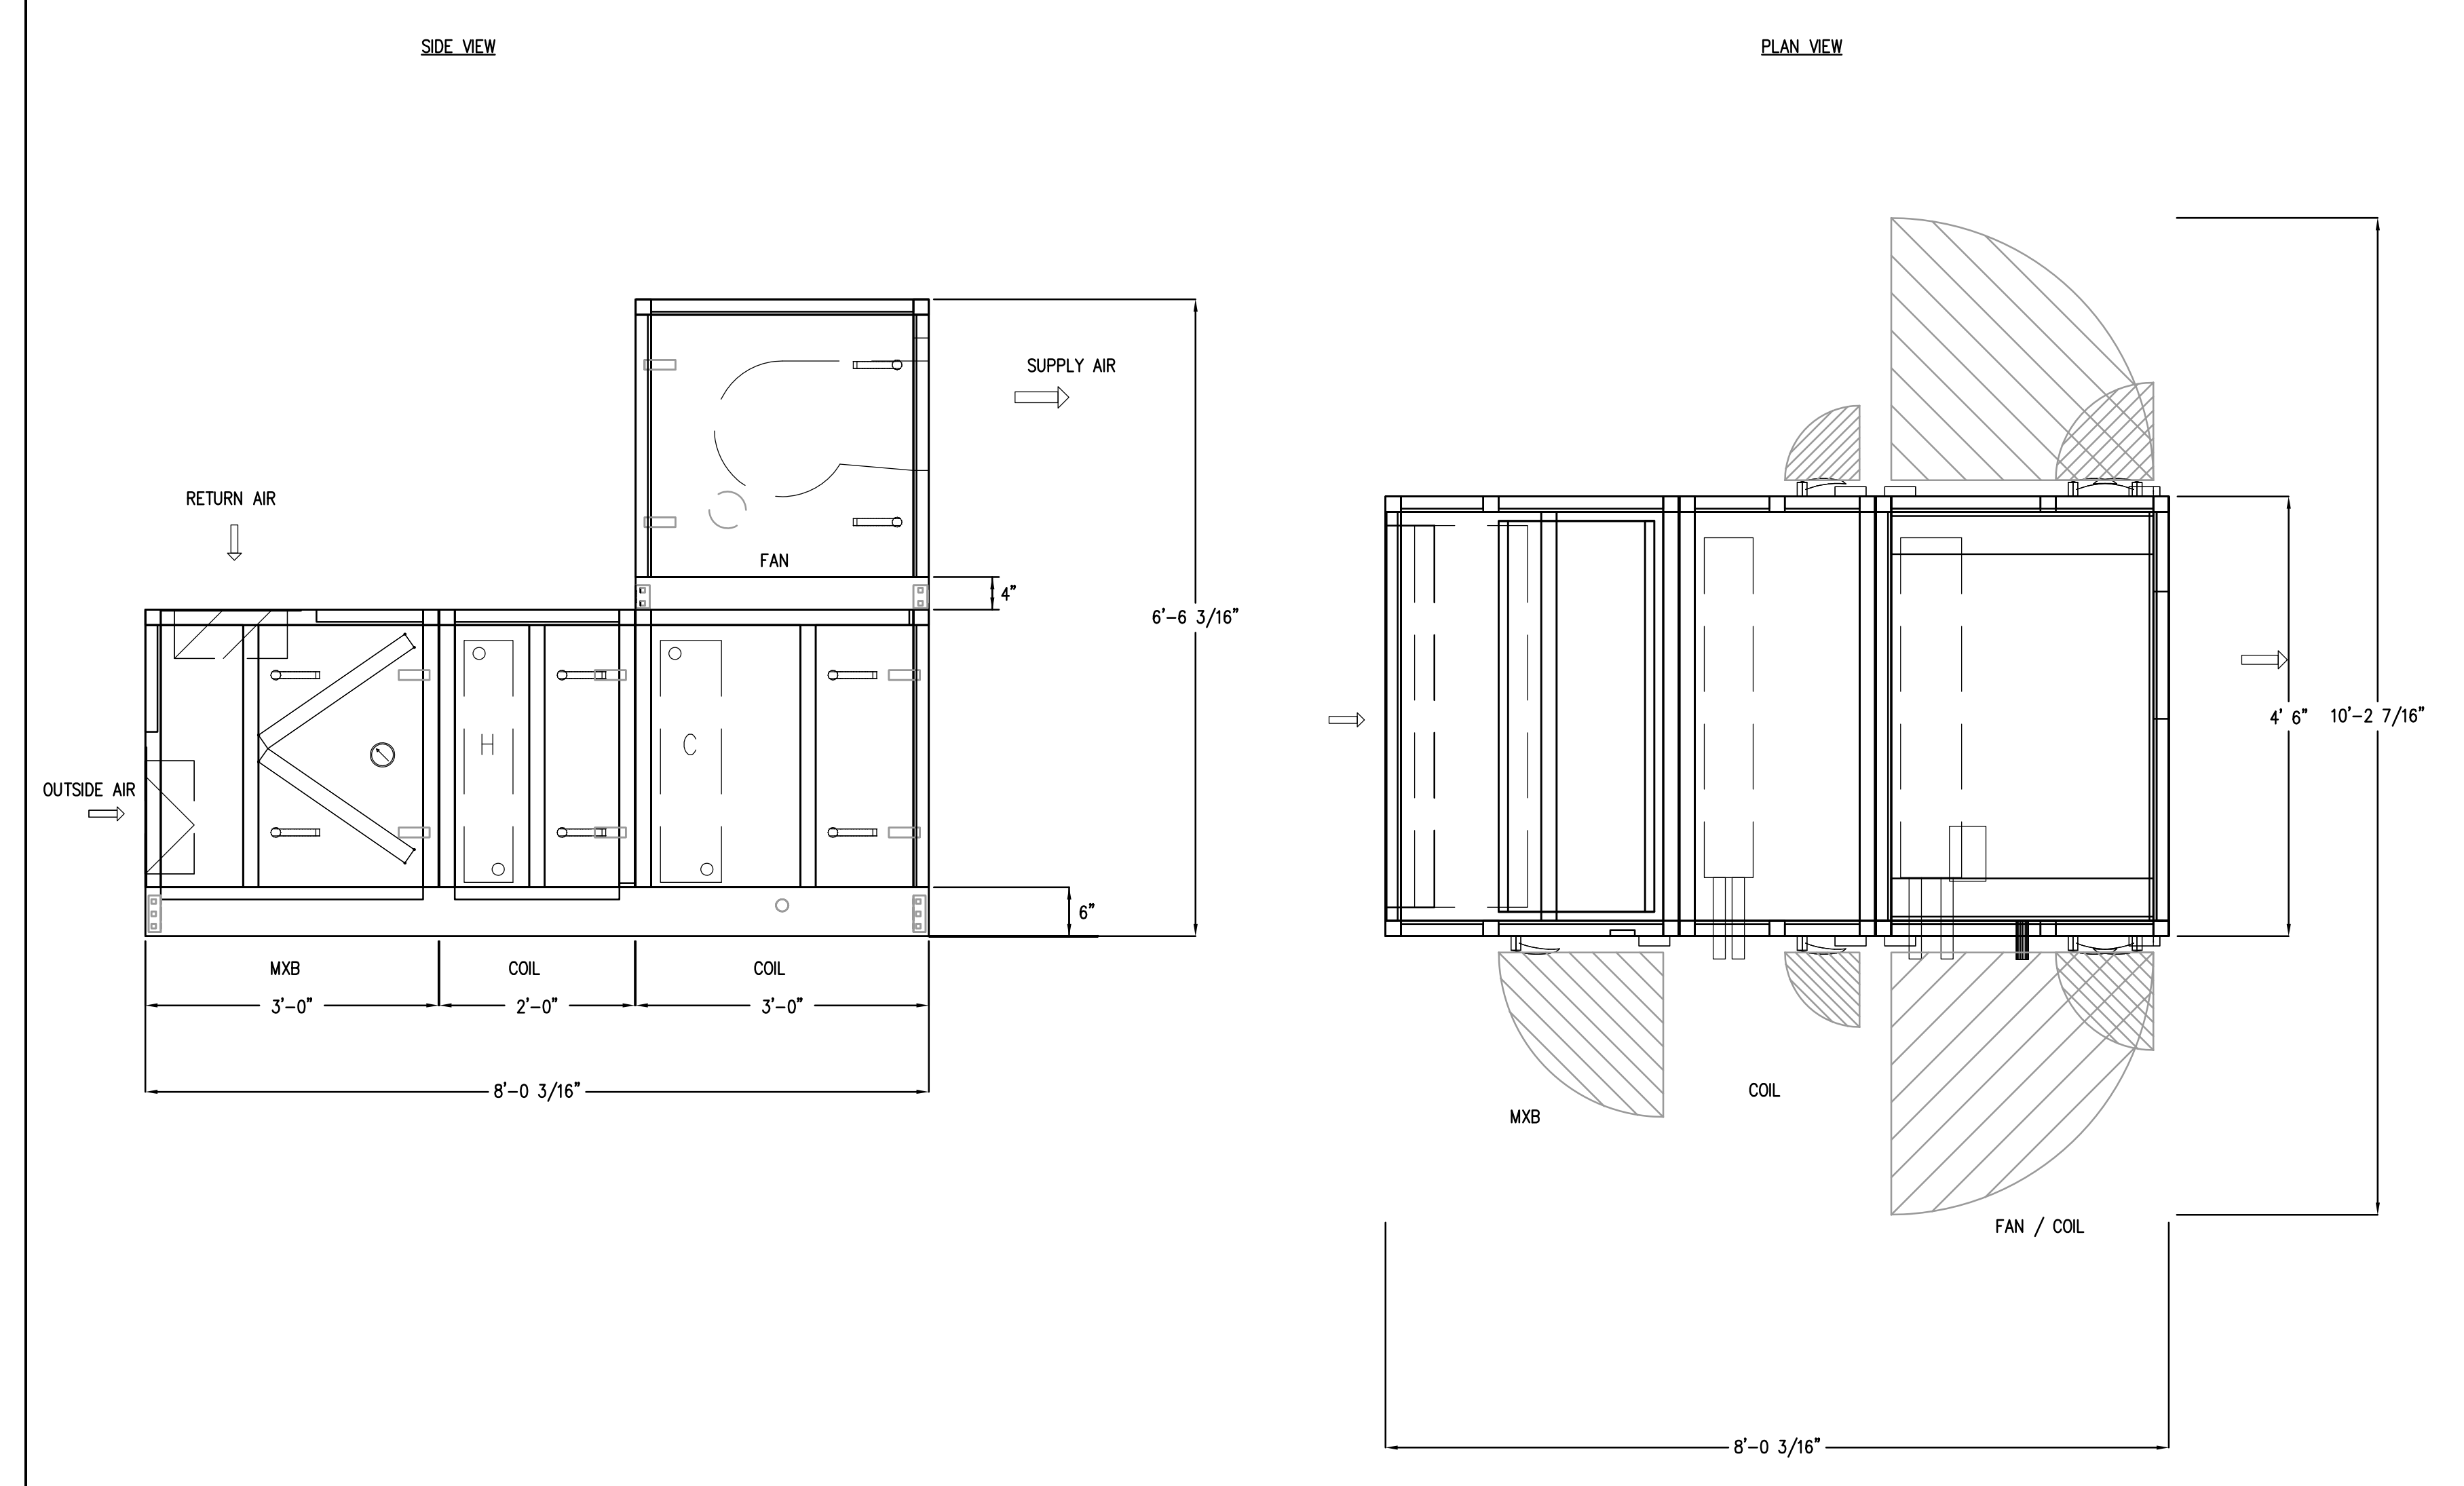 SIDE VIEW
PLAN VIEW
SUPPLY AIR
RETURN AIR
FAN
4"
6'-6 3/16"
H
C
OUTSIDE AIR
6"
MXB
COIL
COIL
3'-0"
2'-0"
3'-0"
8'-0 3/16"
4' 6"
10'-2 7/16"
COIL
MXB
FAN / COIL
8'-0 3/16"